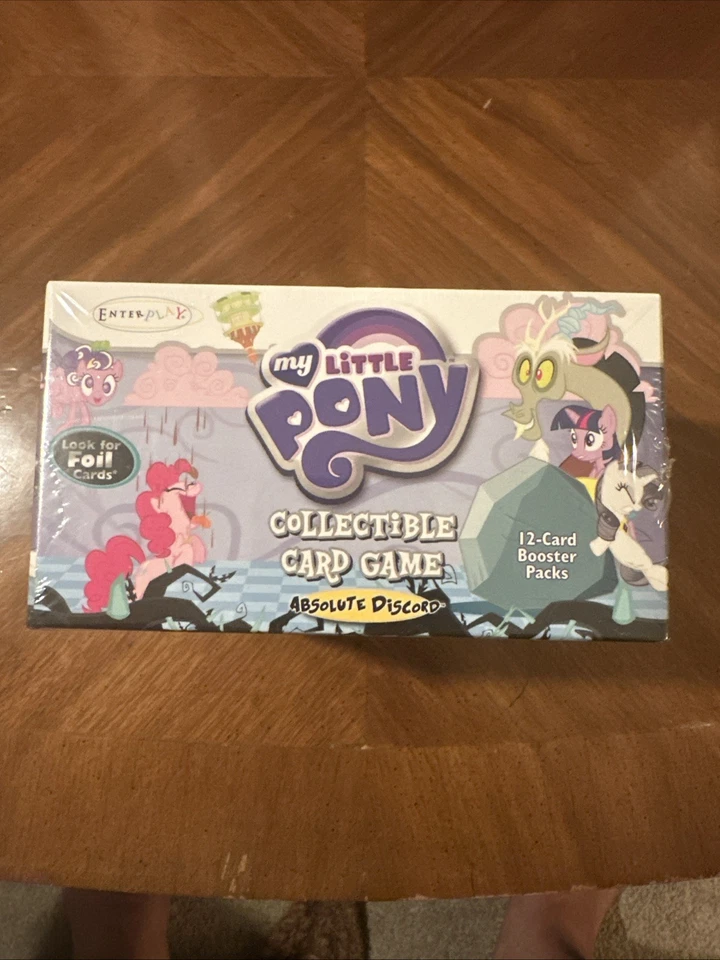 ENTERPLAY
my LiTTLE
PONY
Look for
Foil
Cards*
COLLECTiBLE
CARD GAME
ABSOLUTE DISCORD
12-Card
Booster
Packs